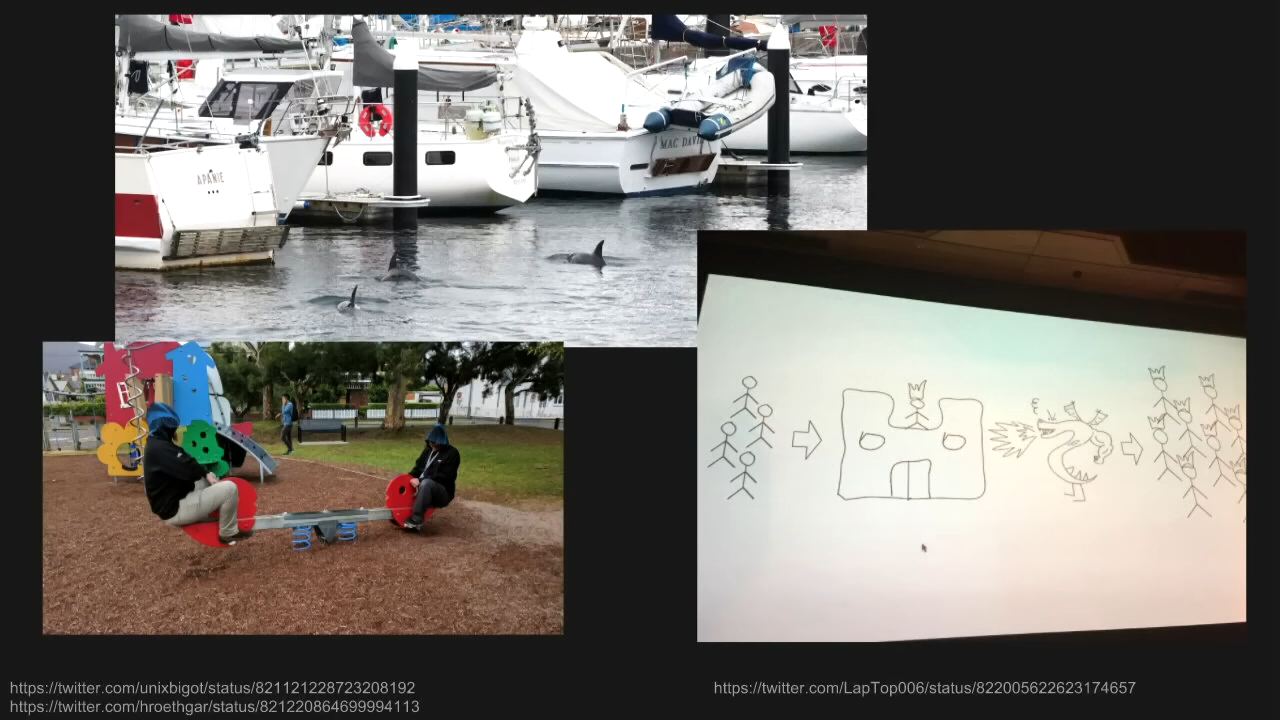 APANIE
MAC DAVI
https://twitter.com/unixbigot/status/821121228723208192
https://twitter.com/hroethgar/status/821220864699994113
https://twitter.com/LapTop006/status/822005622623174657